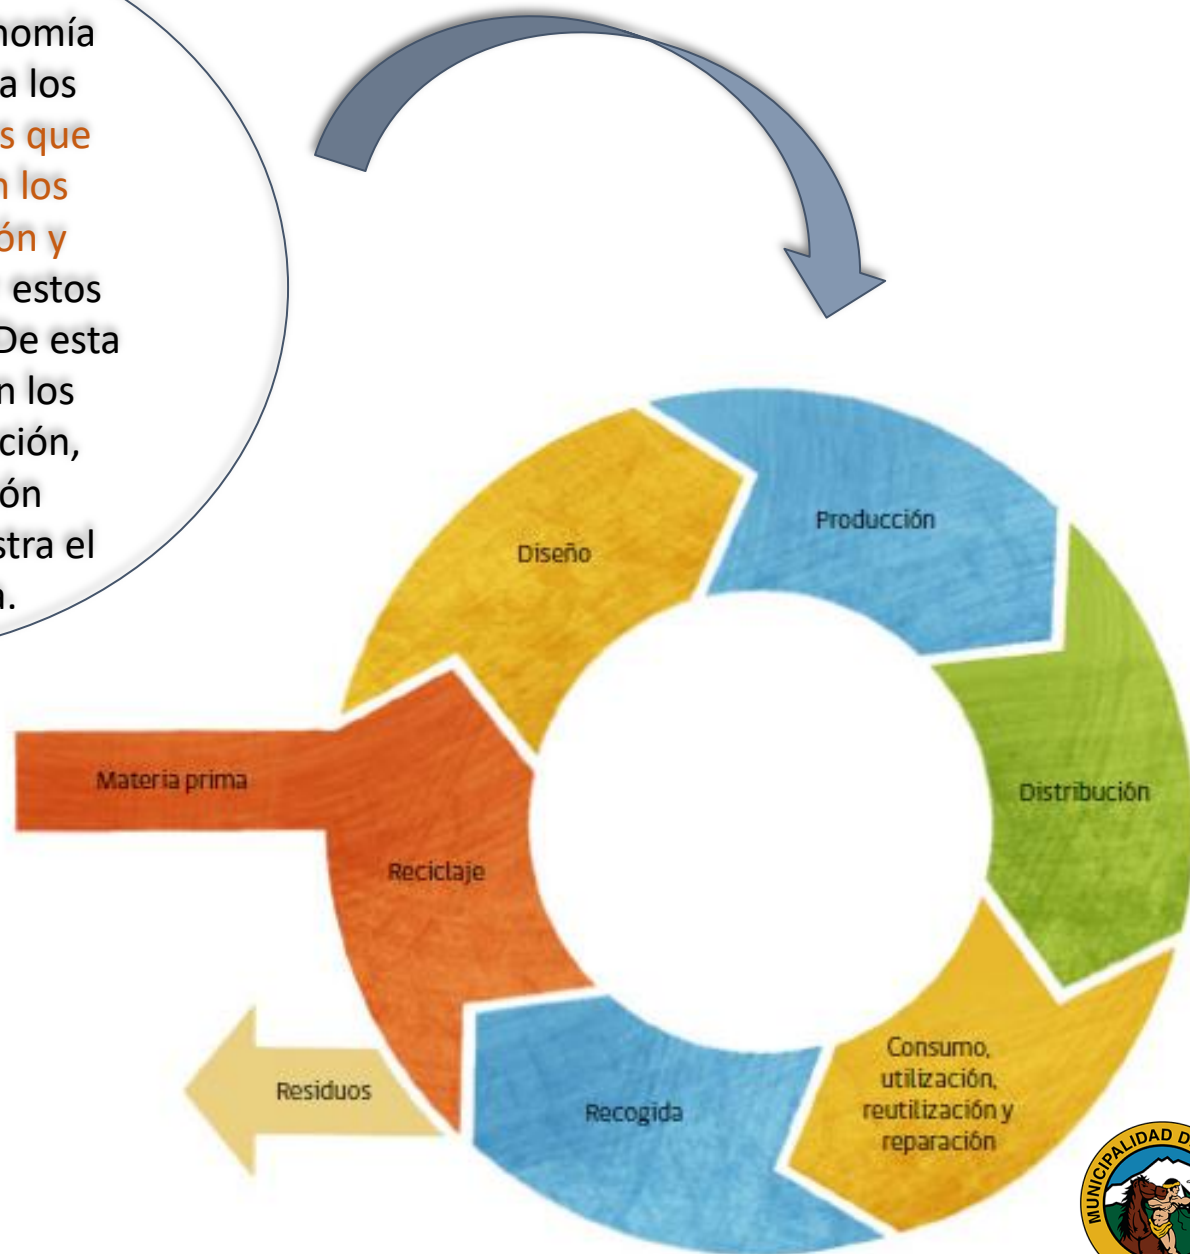 nomía
a los
s que
n los
ón y
estos
De esta
n los
ción,
ón
stra el
a.
Producción
Diseño
Distribución
Materia prima
Reciclaje
Consumo,
utilización,
reutilización y
reparación
Residuos
Recogida
MUNICIPALIDAD D